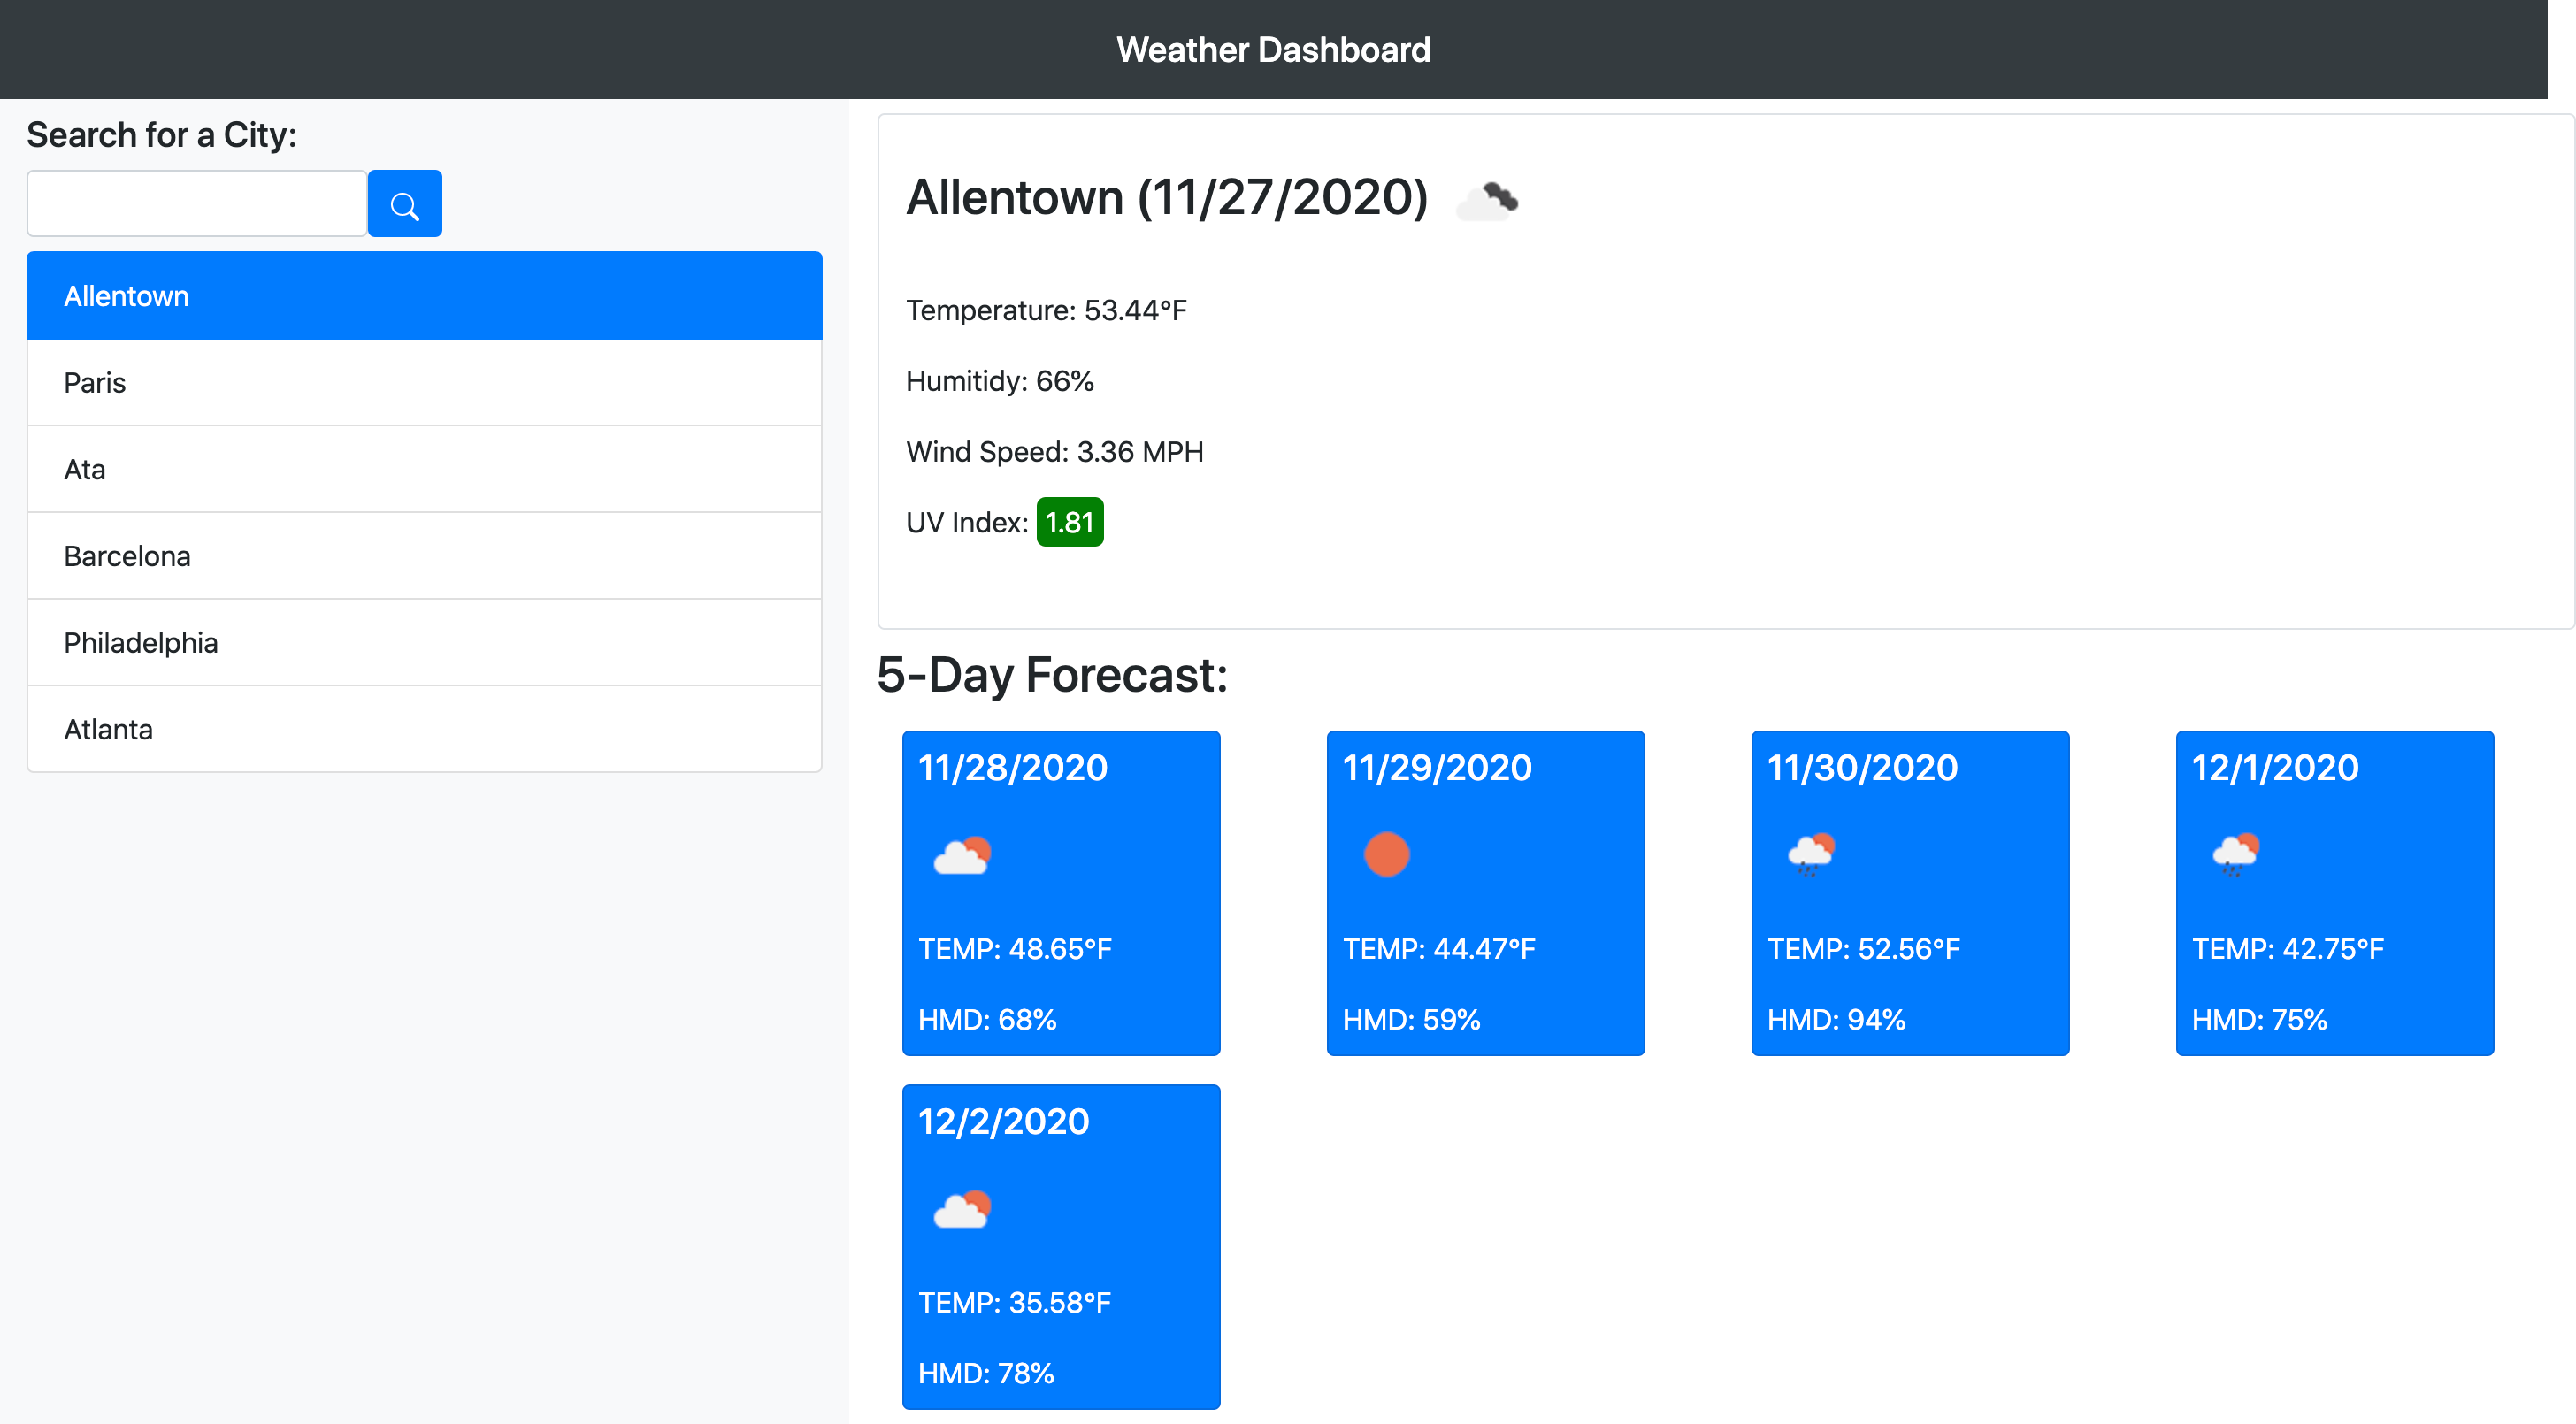 Weather Dashboard
Search for a City:
Allentown
Paris
Ata
Barcelona
Philadelphia
Atlanta
Allentown (11/27/2020)
Temperature: 53.44°F
Humitidy: 66%
Wind Speed: 3.36 MPH
UV Index: 1.81
5-Day Forecast:
11/28/2020
TEMP: 48.65°F
HMD: 68%
11/29/2020
TEMP: 44.47°F
HMD: 59%
11/30/2020
TEMP: 52.56°F
HMD: 94%
12/1/2020
TEMP: 42.75°F
HMD: 75%
12/2/2020
TEMP: 35.58°F
HMD: 78%